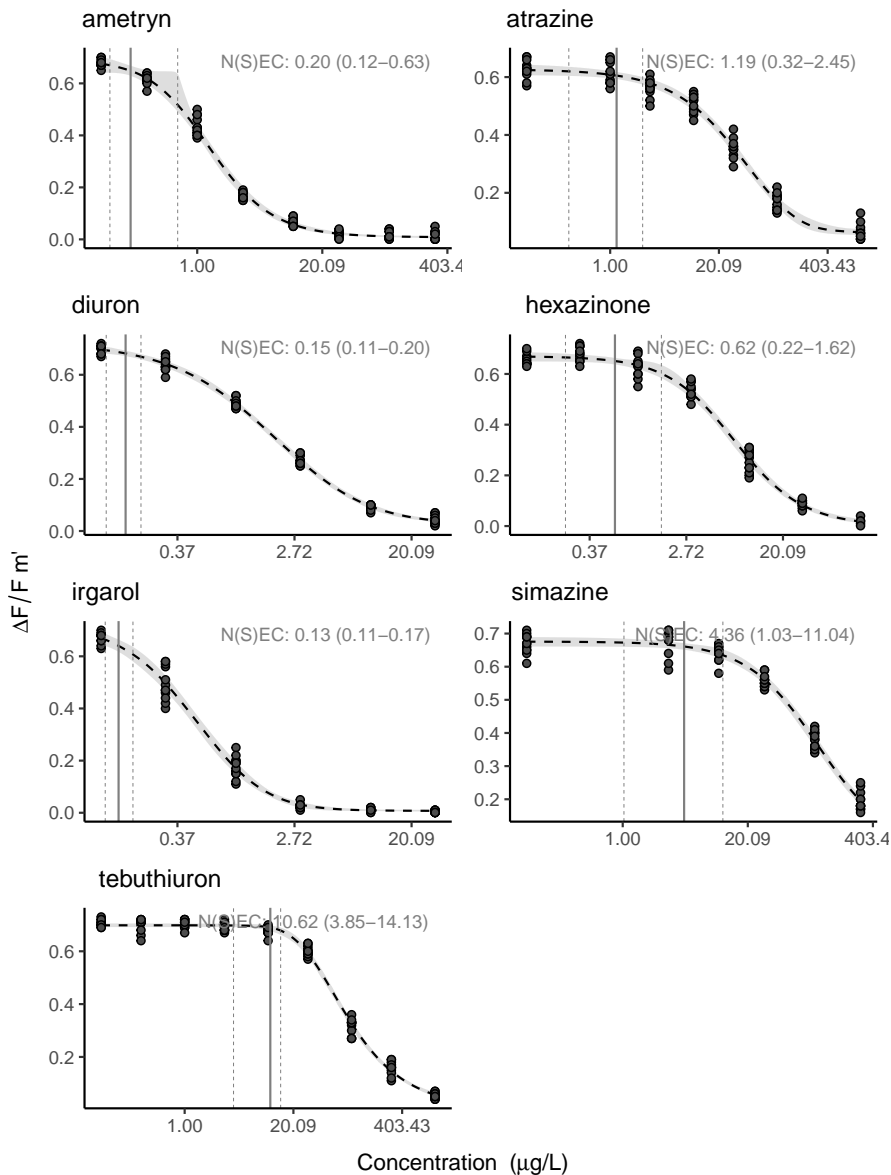 ametryn
N(S)EC: 0.20 (0.12–0.63)
0.6
0.4
0.2
0.0
1.00 20.09 403.4
atrazine
N(S)EC: 1.19 (0.32–2.45)
0.6
0.4
0.2
1.00 20.09 403.43
diuron
N(S)EC: 0.15 (0.11–0.20)
0.6
0.4
0.2
0.0
0.37 2.72 20.09
hexazinone
N(S)EC: 0.62 (0.22–1.62)
0.6
0.4
0.2
0.0
0.37 2.72 20.09
irgarol
N(S)EC: 0.13 (0.11–0.17)
0.6
0.4
0.2
0.0
0.37 2.72 20.09
simazine
N(S)EC: 4.36 (1.03–11.04)
0.7
0.6
0.5
0.4
0.3
0.2
1.00 20.09 403.4
tebuthiuron
N(S)EC: 10.62 (3.85–14.13)
0.6
0.4
0.2
1.00 20.09 403.43
ΔF/F m'
Concentration (μg/L)